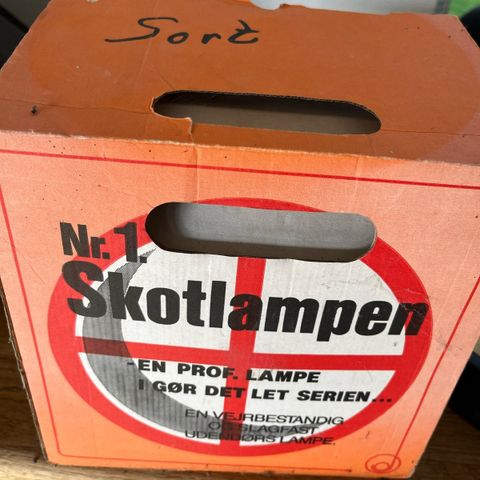 Sort
Nr. 1.
Skotlampen
-EN PROF. LAMPE
I GØR DET LET SERIEN...
EN VEJRBESTANDIG
OG SLAGFAST
UDENDØRS LAMPE.